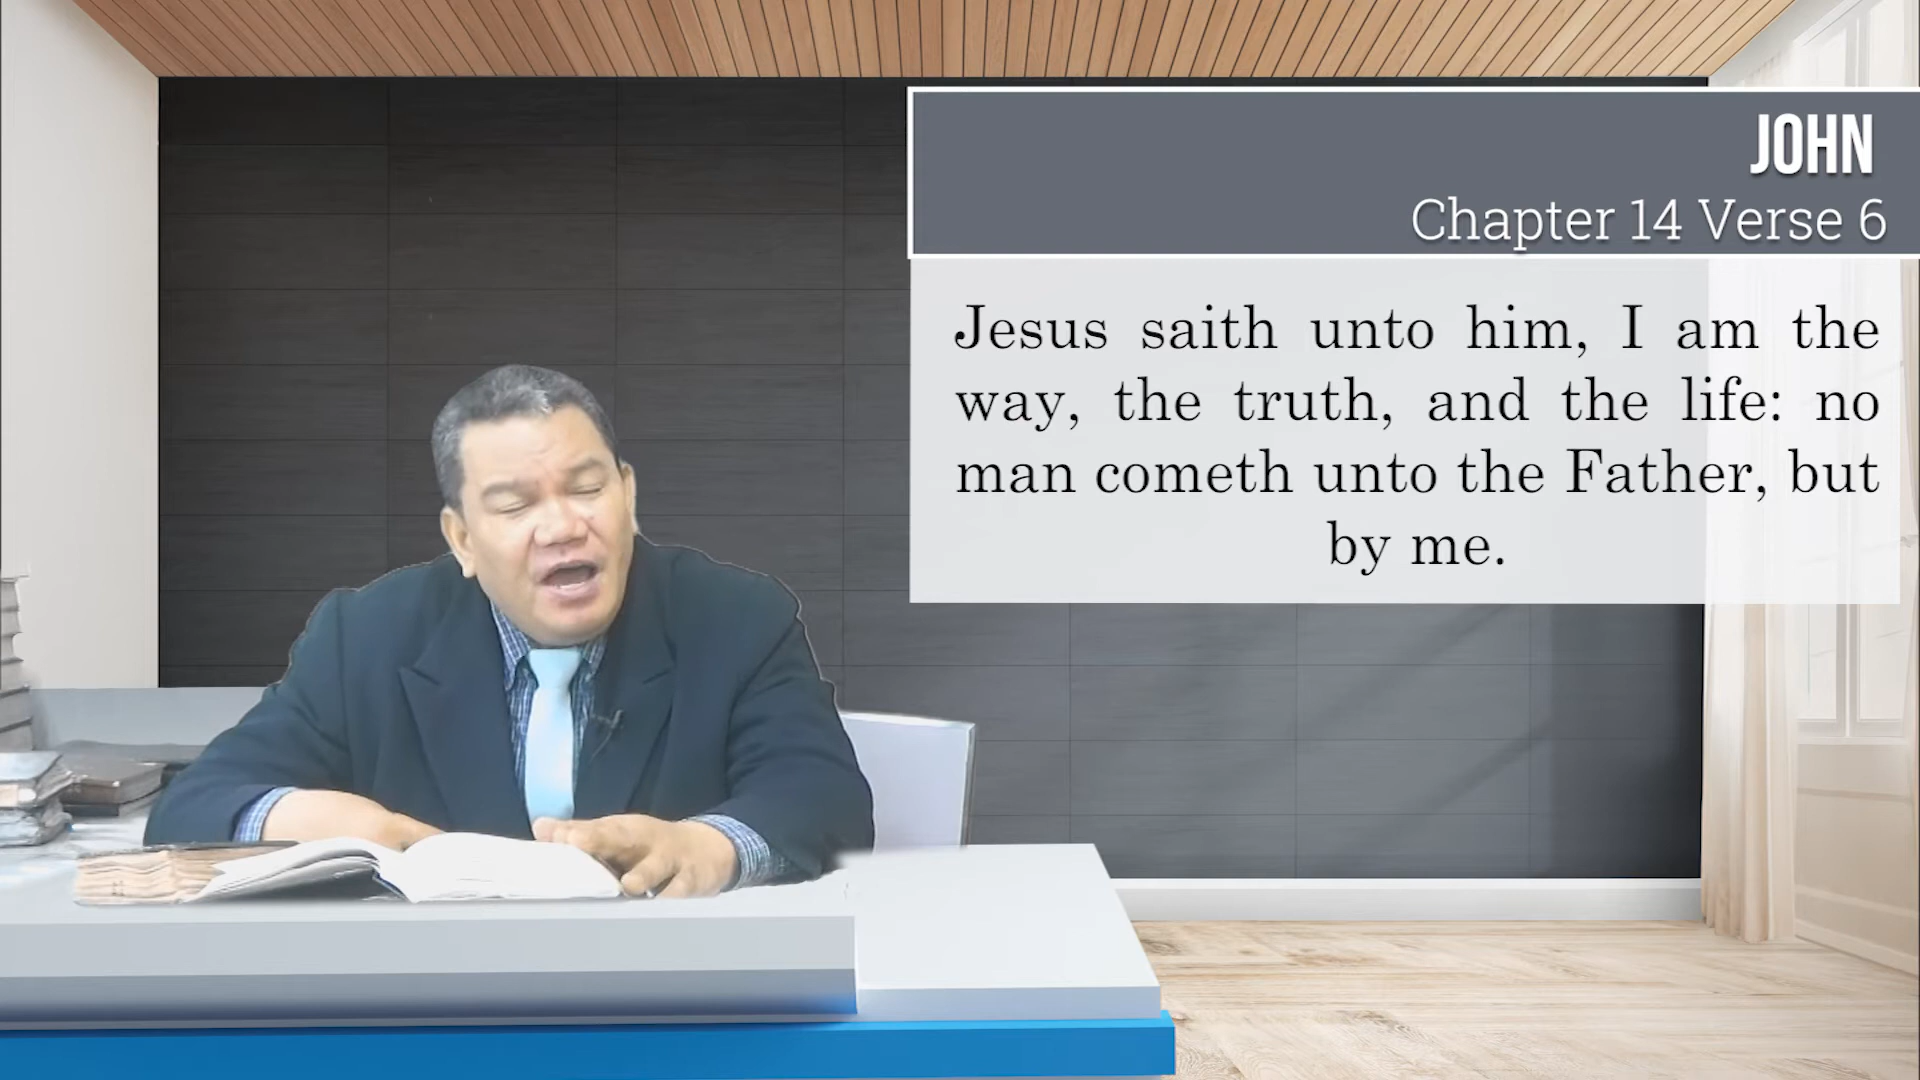 JOHN
Chapter 14 Verse 6
Jesus saith unto him, I am the
way, the truth, and the life: no
man cometh unto the Father, but
by me.